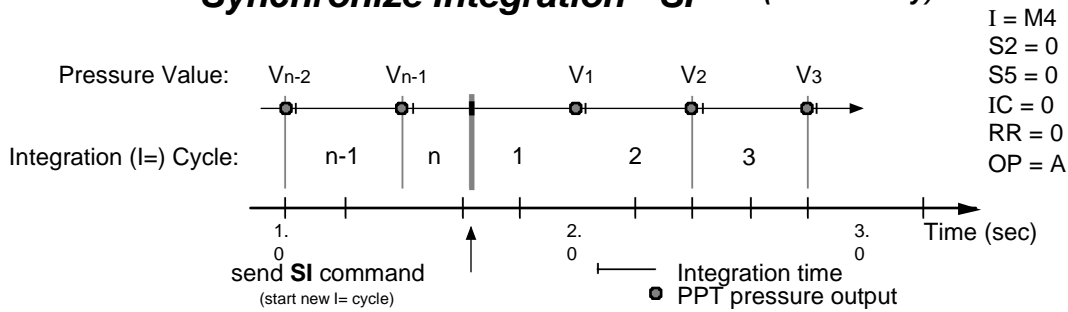 Synchronize Integration - SI
I = M4
S2 = 0
S5 = 0
IC = 0
RR = 0
OP = A
Pressure Value: Vn-2 Vn-1 V1 V2 V3
Integration (I=) Cycle: n-1 n 1 2 3
1.0 2.0 3.0 Time (sec)
send SI command
(start new I= cycle)
Integration time
PPT pressure output